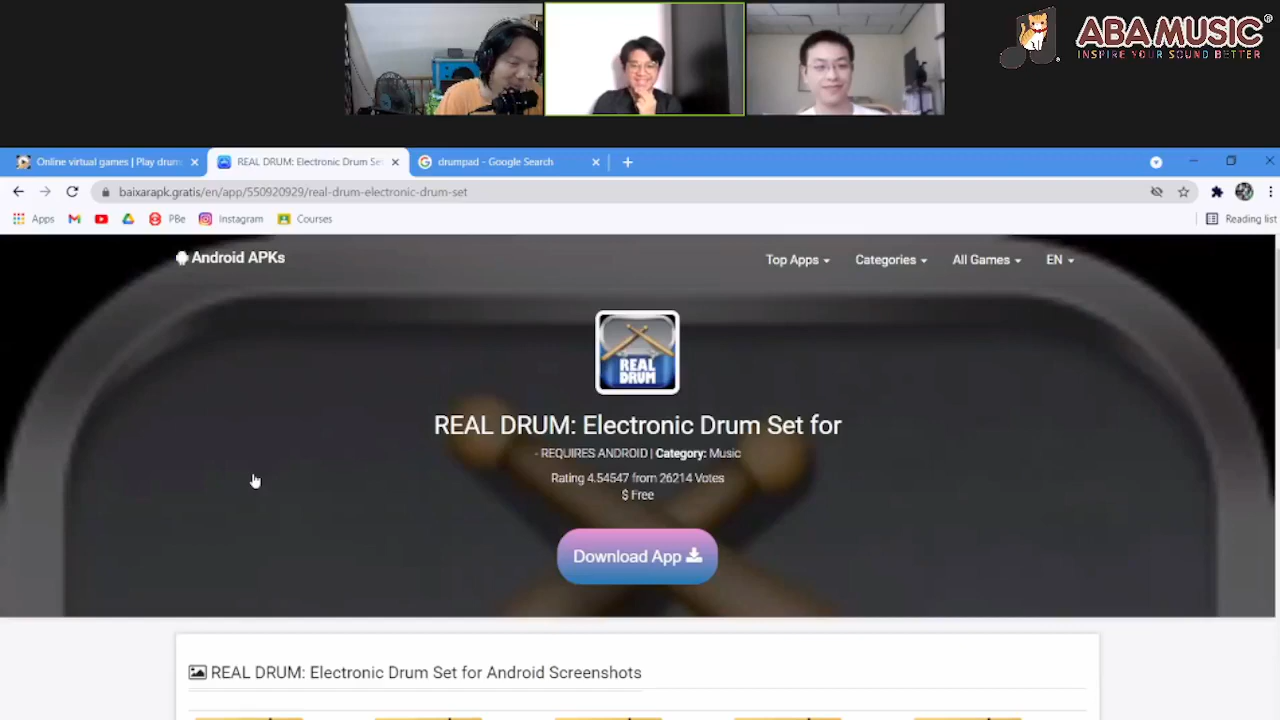 ABA MUSIC®
INSPIRE YOUR SOUND BETTER
Online virtual games | Play drum
REAL DRUM: Electronic Drum Set
drumpad - Google Search
baixarapk.gratis/en/app/550920929/real-drum-electronic-drum-set
Apps PBe Instagram Courses Reading list
Android APKs Top Apps Categories All Games EN
REAL DRUM
REAL DRUM: Electronic Drum Set for
- REQUIRES ANDROID | Category: Music
Rating 4.54547 from 26214 Votes
$ Free
Download App
REAL DRUM: Electronic Drum Set for Android Screenshots